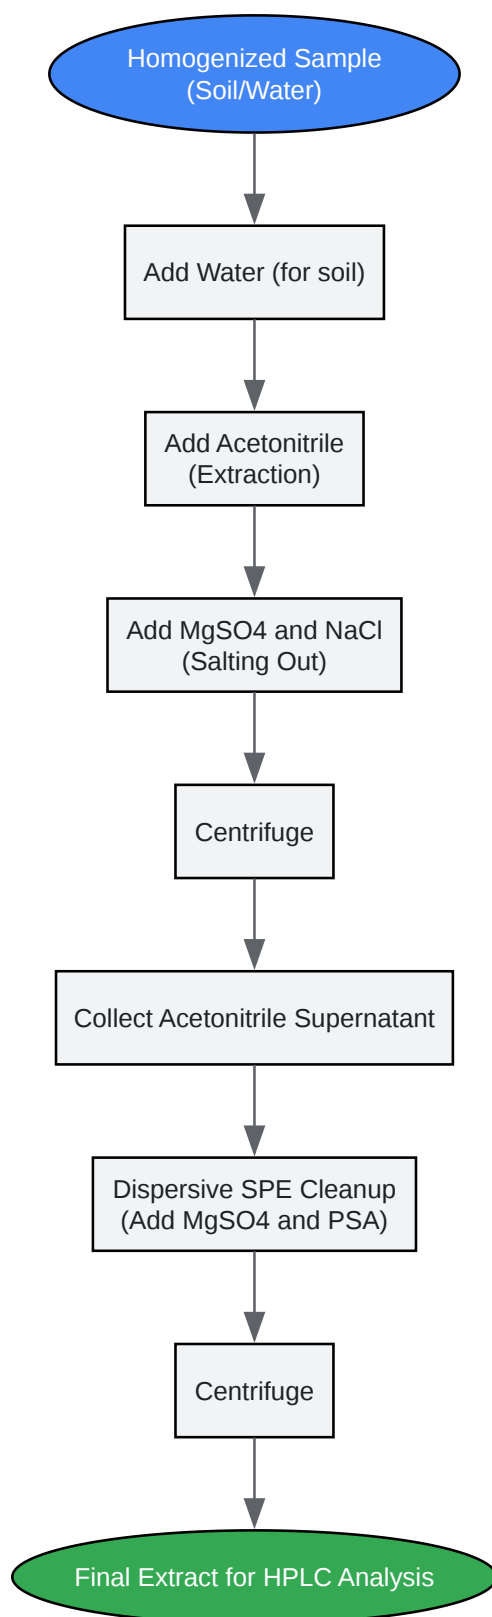 Homogenized Sample
(Soil/Water)
Add Water (for soil)
Add Acetonitrile
(Extraction)
Add MgSO4 and NaCl
(Salting Out)
Centrifuge
Collect Acetonitrile Supernatant
Dispersive SPE Cleanup
(Add MgSO4 and PSA)
Centrifuge
Final Extract for HPLC Analysis